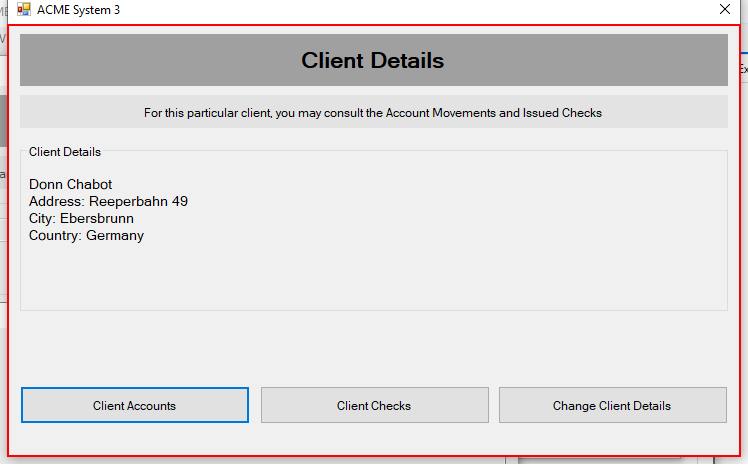 ACME System 3
Client Details
For this particular client, you may consult the Account Movements and Issued Checks
Client Details
Donn Chabot
Address: Reeperbahn 49
City: Ebersbrunn
Country: Germany
Client Accounts
Client Checks
Change Client Details